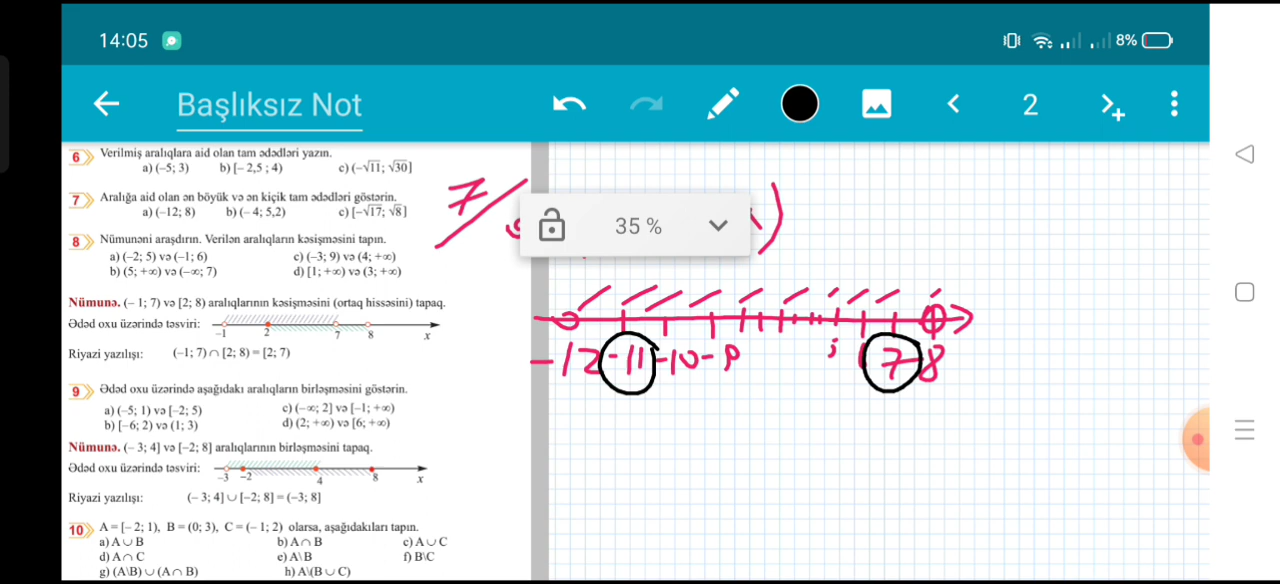 14:05
8%
Başlıksız Not
2
6 Verilmiş aralıqlara aid olan tam ədədləri yazın.
a) (–5; 3) b) [– 2,5 ; 4) c) (–√11; √30]
7 Aralığa aid olan ən böyük və ən kiçik tam ədədləri göstərin.
a) (–12; 8) b) (– 4; 5,2) c) [–√17; √8]
8 Nümunəni araşdırın. Verilən aralıqların kəsişməsini tapın.
a) (–2; 5) və (–1; 6) c) (–3; 9) və (4; +∞)
b) (5; +∞) və (–∞; 7) d) [1; +∞) və (3; +∞)
Nümunə. (– 1; 7) və [2; 8) aralıqlarının kəsişməsini (ortaq hissəsini) tapaq.
Ədəd oxu üzərində təsviri: –1 2 7 8 x
Riyazi yazılışı: (–1; 7) ∩ [2; 8) = [2; 7)
9 Ədəd oxu üzərində aşağıdakı aralıqların birləşməsini göstərin.
a) (–5; 1) və [–2; 5) c) (–∞; 2] və [–1; +∞)
b) [–6; 2) və (1; 3) d) (2; +∞) və [6; +∞)
Nümunə. (– 3; 4] və [–2; 8] aralıqlarının birləşməsini tapaq.
Ədəd oxu üzərində təsviri: –3 –2 4 8 x
Riyazi yazılışı: (– 3; 4] ∪ [–2; 8] = (–3; 8]
10 A = [– 2; 1), B = (0; 3), C = (– 1; 2) olarsa, aşağıdakıları tapın.
a) A ∪ B b) A ∩ B c) A ∪ C
d) A ∩ C e) A\B f) B\C
g) (A\B) ∪ (A ∩ B) h) A\(B ∪ C)
7/
35 %
–12 –11 –10 –9 7 8